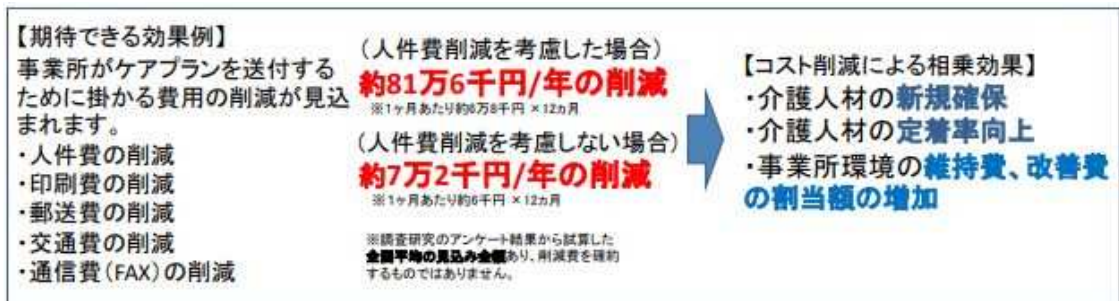 【期待できる効果例】
事業所がケアプランを送付する
ために掛かる費用の削減が見込
まれます。
・人件費の削減
・印刷費の削減
・郵送費の削減
・交通費の削減
・通信費(FAX)の削減
(人件費削減を考慮した場合)
約81万6千円/年の削減
※1ヶ月あたり約6万8千円 ×12ヵ月
(人件費削減を考慮しない場合)
約7万2千円/年の削減
※1ヶ月あたり約6千円 ×12ヵ月
※調査研究のアンケート結果から試算した
全国平均の見込み金額あり、削減費を確約
するものではありません。
【コスト削減による相乗効果】
・介護人材の新規確保
・介護人材の定着率向上
・事業所環境の維持費、改善費
の割当額の増加